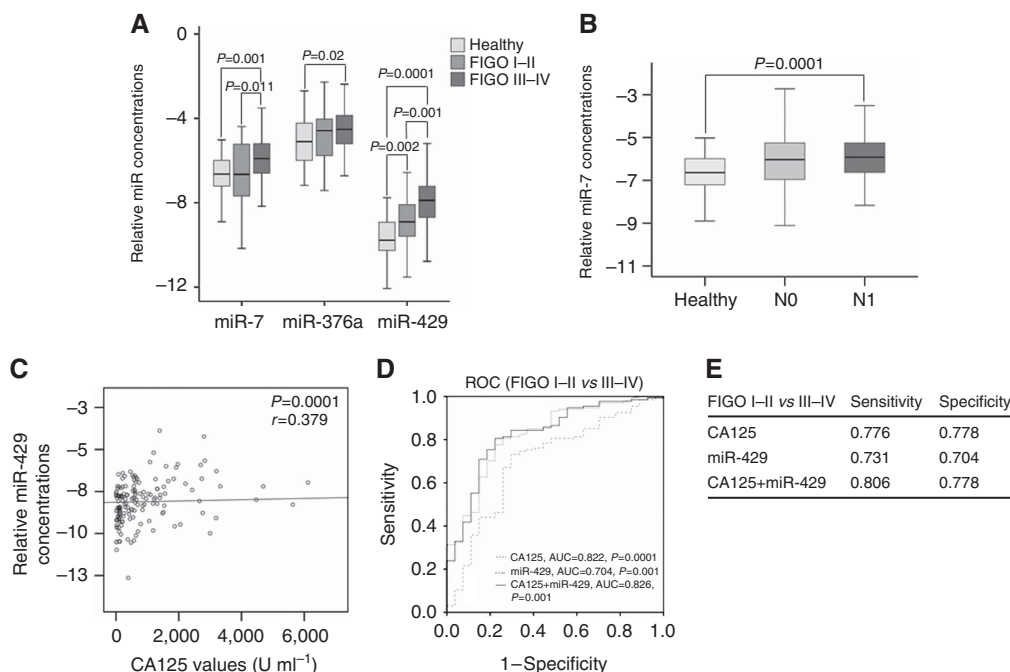 A
0
−4
−8
−12
Relative miR concentrations
P=0.001
P=0.011
P=0.02
P=0.0001
P=0.001
P=0.002
Healthy
FIGO I–II
FIGO III–IV
miR-7 miR-376a miR-429
B
P=0.0001
−3
−5
−7
−9
−11
Relative miR-7 concentrations
Healthy N0 N1
C
P=0.0001
r=0.379
−3
−5
−8
−10
−13
Relative miR-429
concentrations
0 2,000 4,000 6,000
CA125 values (U ml−1)
D
ROC (FIGO I–II vs III–IV)
1.0
0.8
0.6
0.4
0.2
0.0
Sensitivity
CA125, AUC=0.822, P=0.0001
miR-429, AUC=0.704, P=0.001
CA125+miR-429, AUC=0.826,
P=0.001
0.0 0.2 0.4 0.6 0.8 1.0
1−Specificity
E
FIGO I–II vs III–IV Sensitivity Specificity
CA125 0.776 0.778
miR-429 0.731 0.704
CA125+miR-429 0.806 0.778